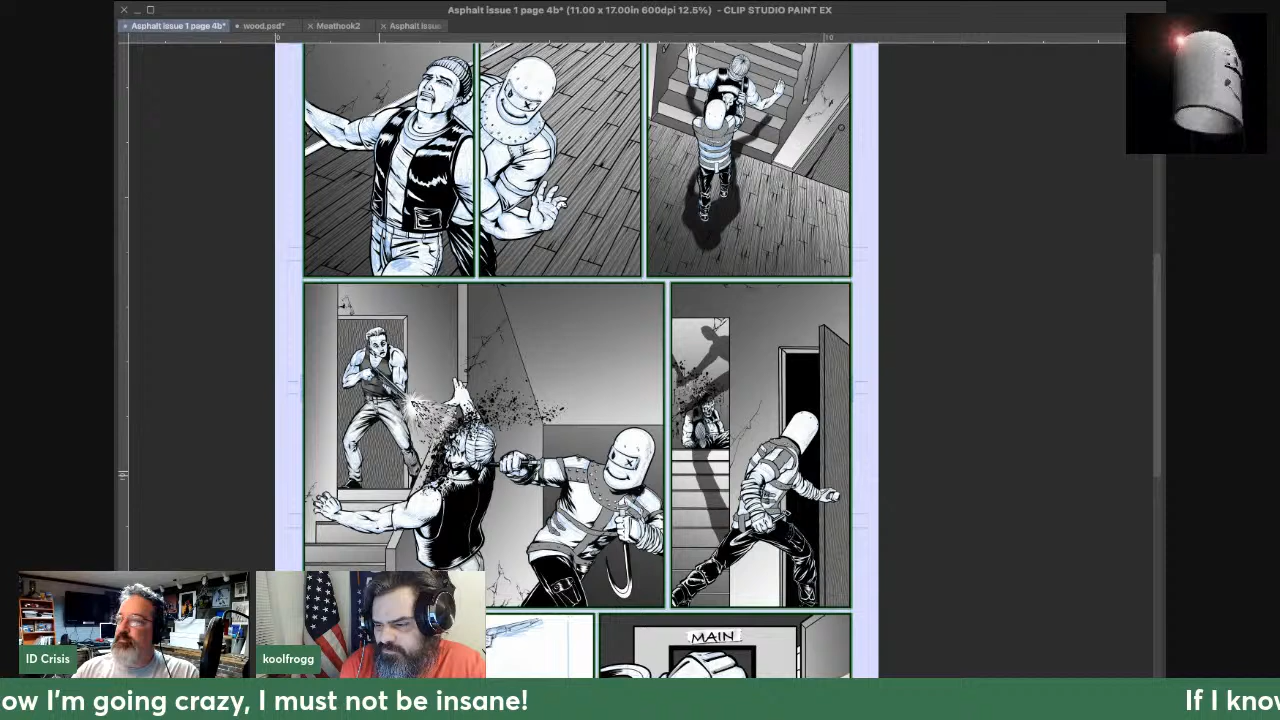 Asphalt issue 1 page 4b* (11.00 x 17.00in 600dpi 12.5%) - CLIP STUDIO PAINT EX
Asphalt issue 1 page 4b*
wood.psd*
Meathook2
Asphalt Issue
0
10
MAIN
ID Crisis
koolfrogg
ow I'm going crazy, I must not be insane!
If I know